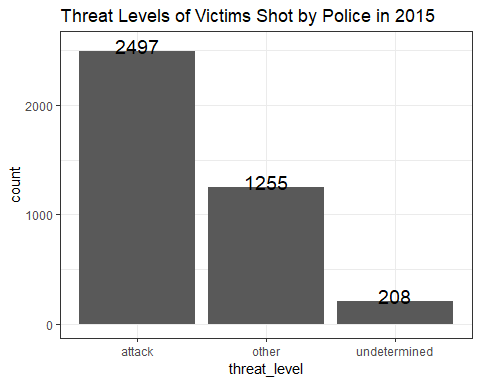 Threat Levels of Victims Shot by Police in 2015
2497
2000
1255
1000
208
0
count
attack other undetermined
threat_level